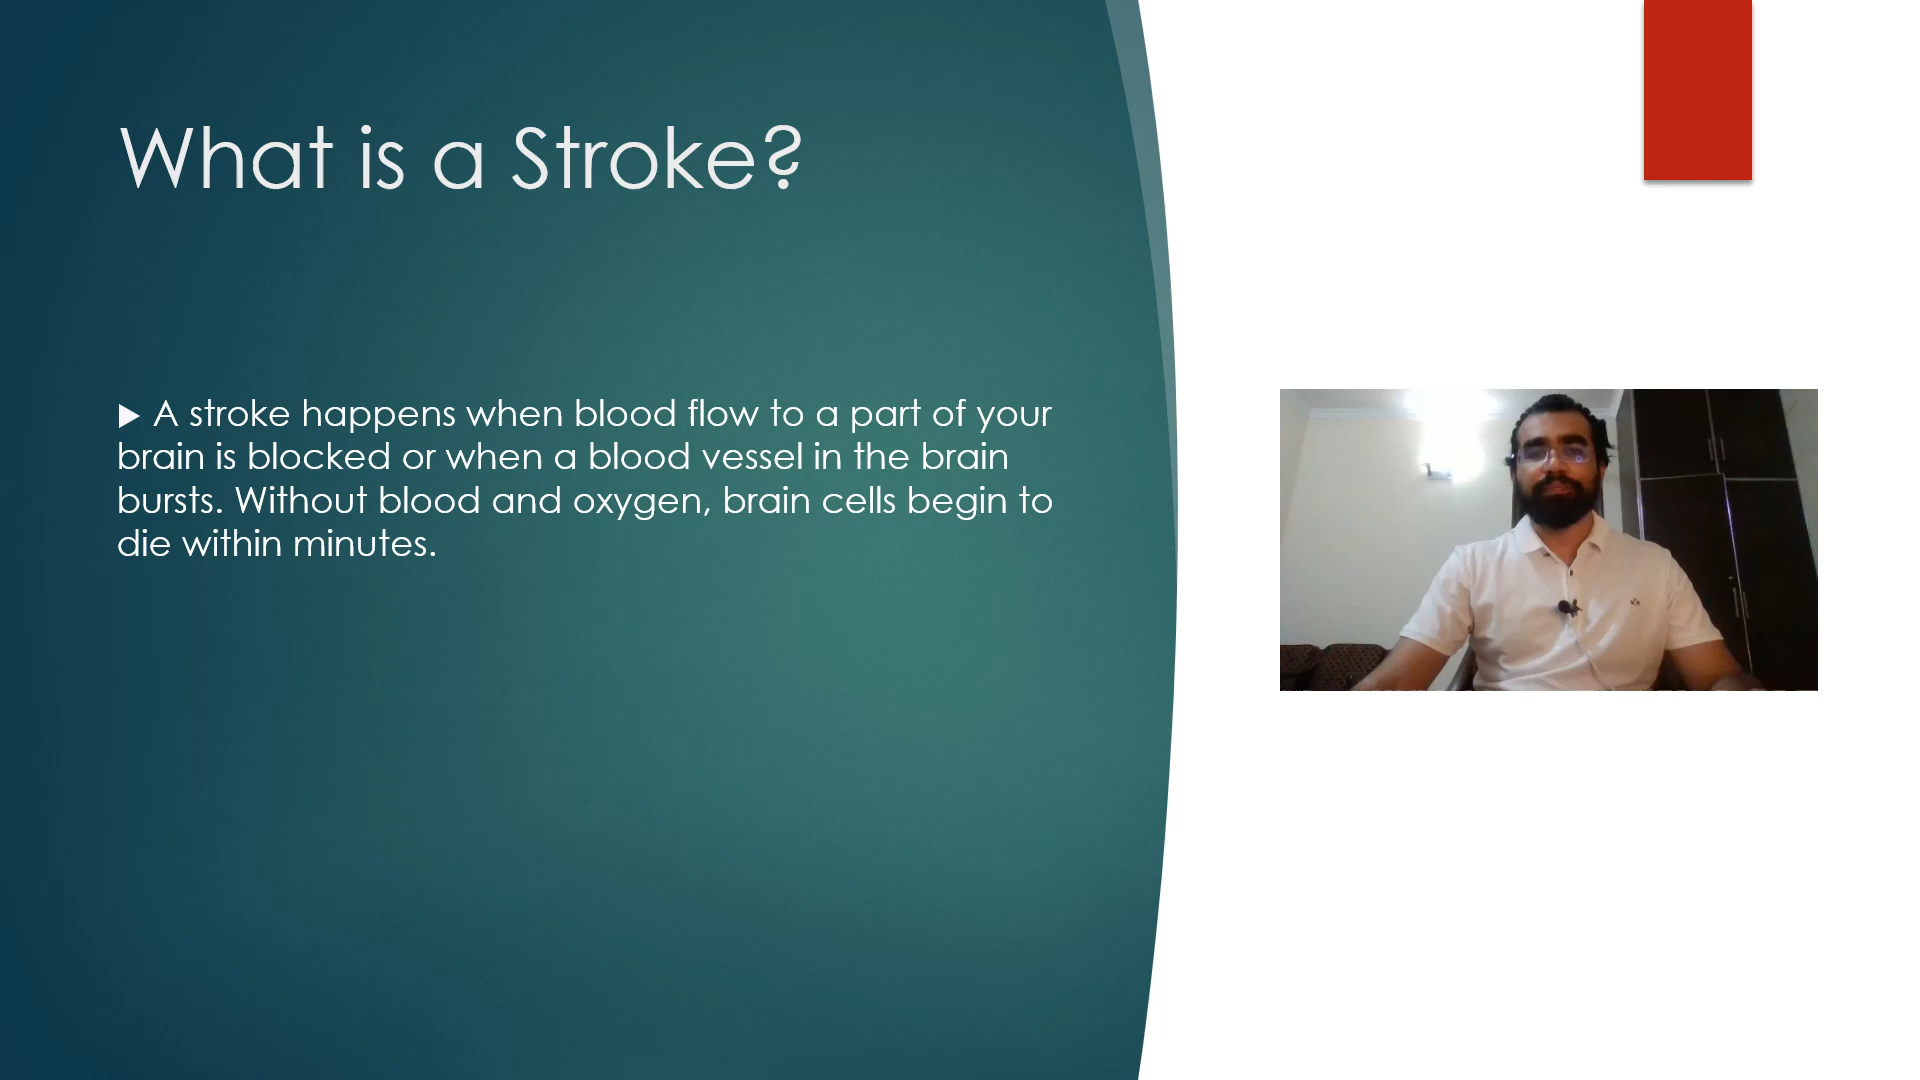 What is a Stroke?
▶ A stroke happens when blood flow to a part of your
brain is blocked or when a blood vessel in the brain
bursts. Without blood and oxygen, brain cells begin to
die within minutes.